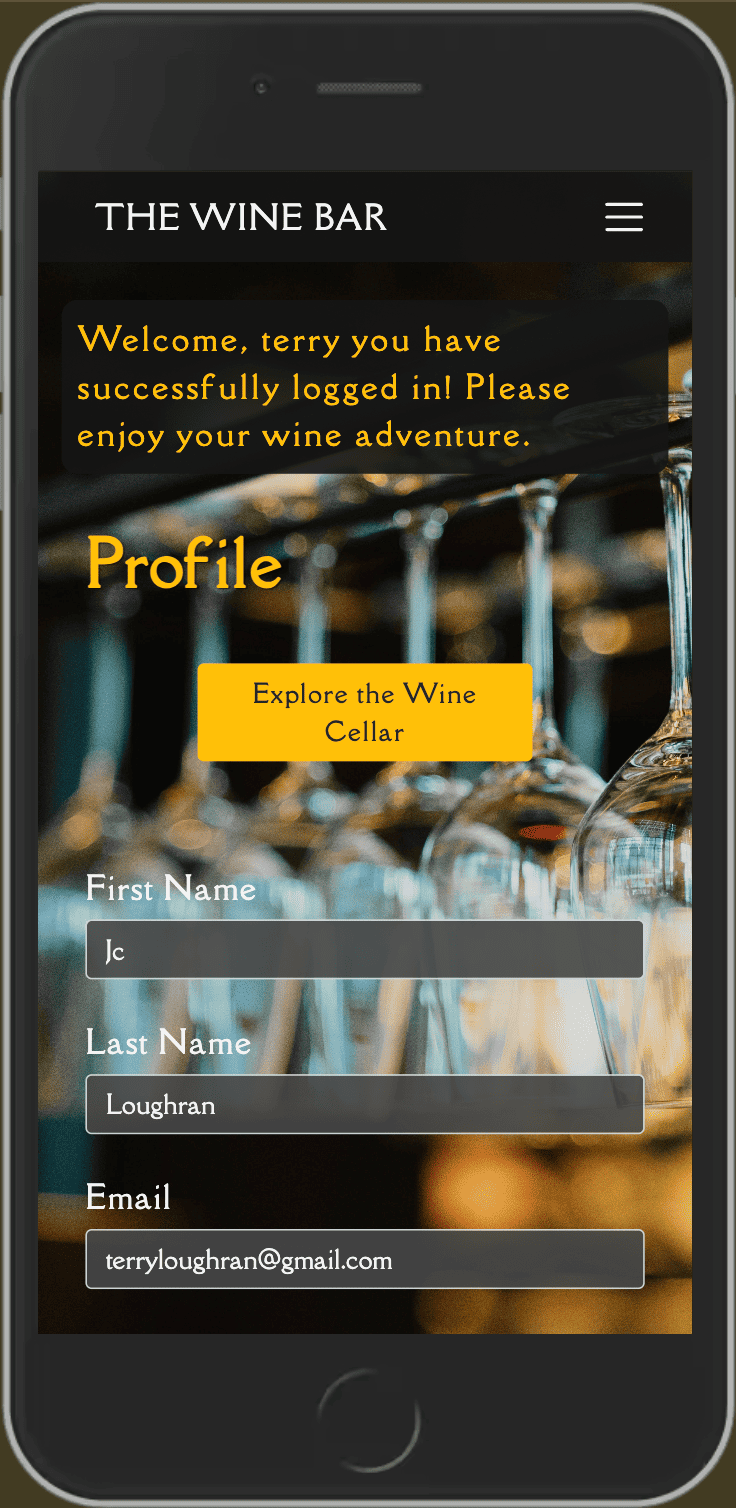 THE WINE BAR
Welcome, terry you have
successfully logged in! Please
enjoy your wine adventure.
Profile
Explore the Wine
Cellar
First Name
Jc
Last Name
Loughran
Email
terryloughran@gmail.com